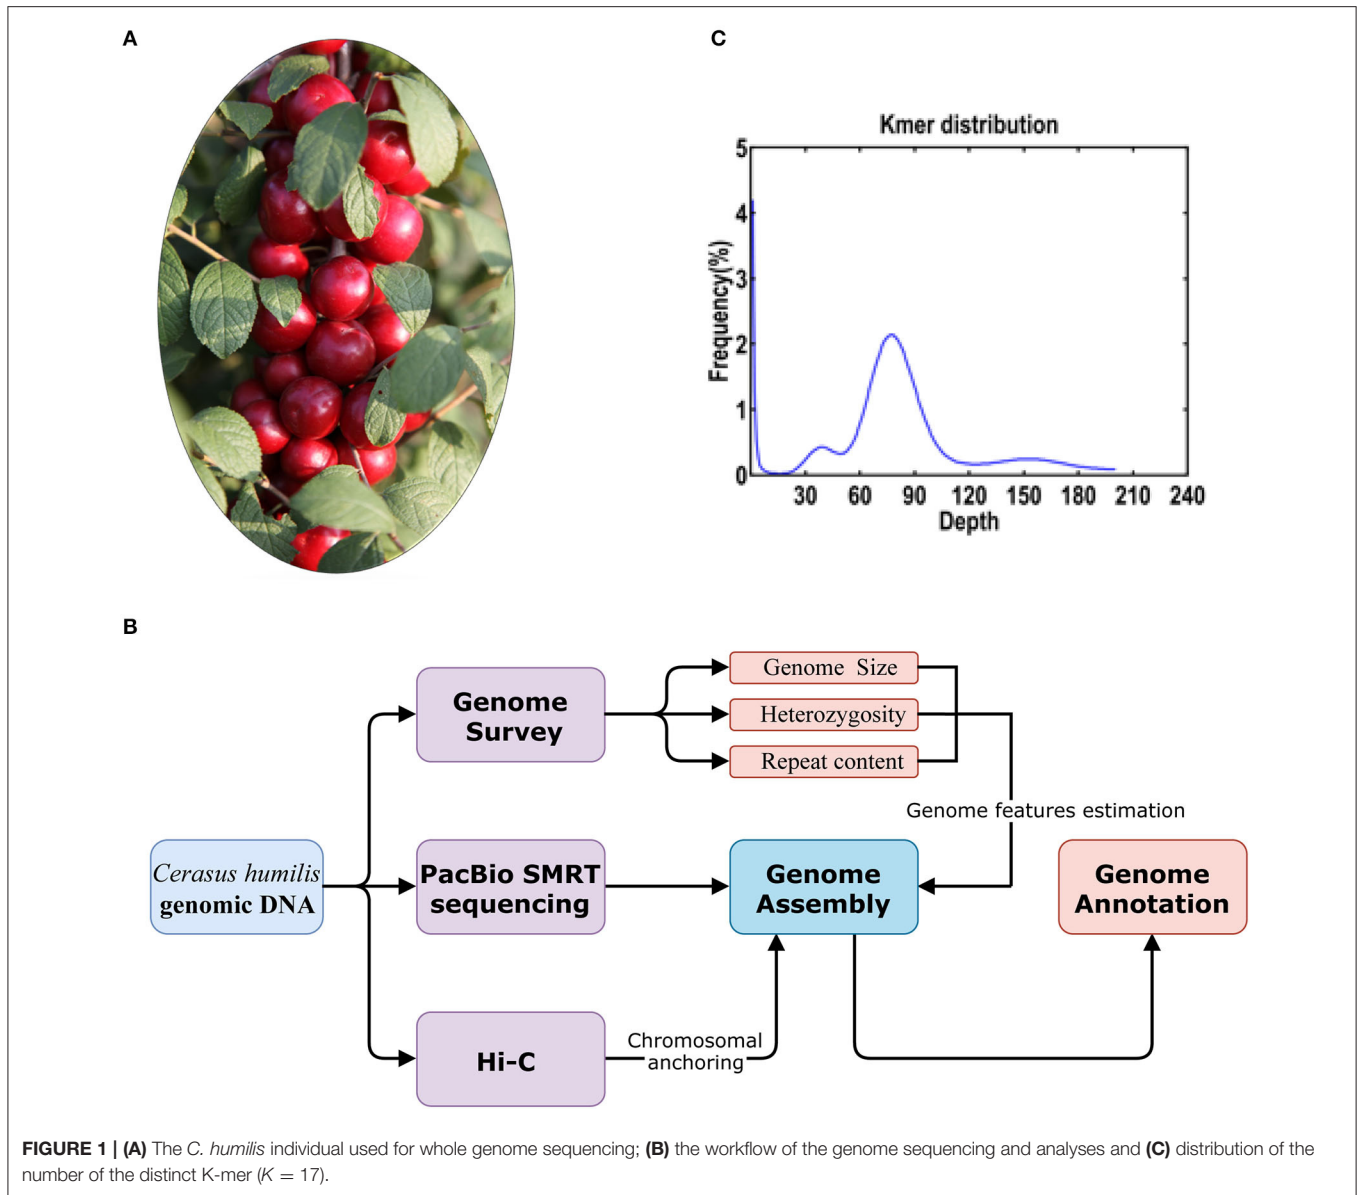 A
C
Kmer distribution
Frequency(%)
5
4
3
2
1
0
30 60 90 120 150 180 210 240
Depth
B
Genome
Survey
Genome Size
Heterozygosity
Repeat content
Genome features estimation
Cerasus humilis
genomic DNA
PacBio SMRT
sequencing
Genome
Assembly
Genome
Annotation
Hi-C
Chromosomal
anchoring
FIGURE 1 | (A) The C. humilis individual used for whole genome sequencing; (B) the workflow of the genome sequencing and analyses and (C) distribution of the
number of the distinct K-mer (K = 17).